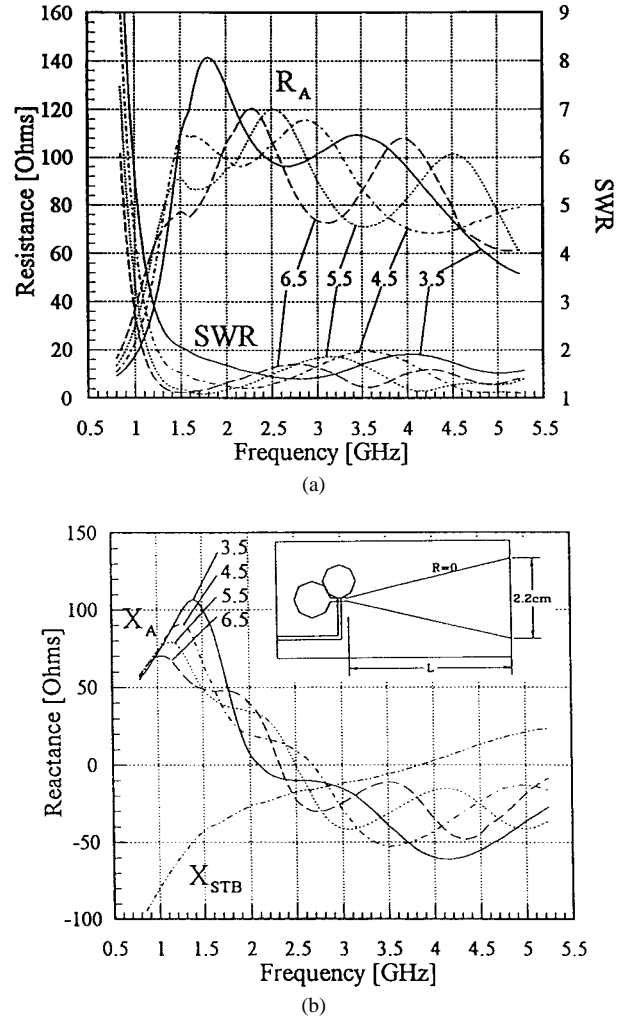 160
140
120
100
80
60
40
20
0
Resistance [Ohms]
9
8
7
6
5
4
3
2
1
SWR
R_A
6.5 5.5 4.5 3.5
SWR
0.5 1 1.5 2 2.5 3 3.5 4 4.5 5 5.5
Frequency [GHz]
(a)
150
100
50
0
-50
-100
Reactance [Ohms]
3.5
4.5
5.5
6.5
X_A
R=0
2.2cm
L
X_STB
0.5 1 1.5 2 2.5 3 3.5 4 4.5 5 5.5
Frequency [GHz]
(b)